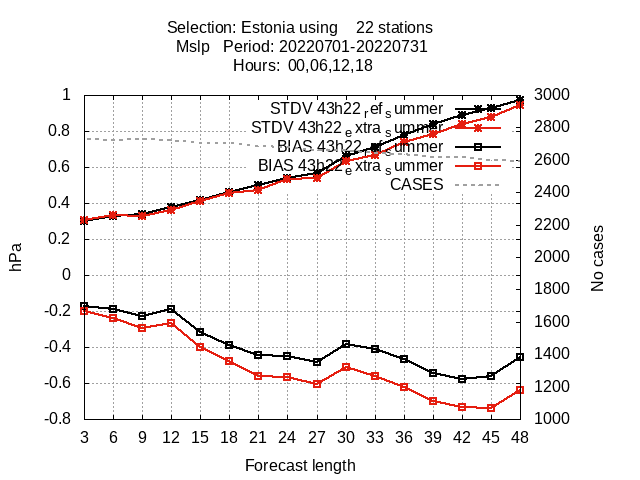 Selection: Estonia using    22 stations
Mslp   Period: 20220701-20220731
Hours:  00,06,12,18
STDV 43h22_ref_summer
STDV 43h22_extra_summer
BIAS 43h22_ref_summer
BIAS 43h22_extra_summer
CASES
1
0.8
0.6
0.4
0.2
0
-0.2
-0.4
-0.6
-0.8
hPa
3000
2800
2600
2400
2200
2000
1800
1600
1400
1200
1000
No cases
3 6 9 12 15 18 21 24 27 30 33 36 39 42 45 48
Forecast length